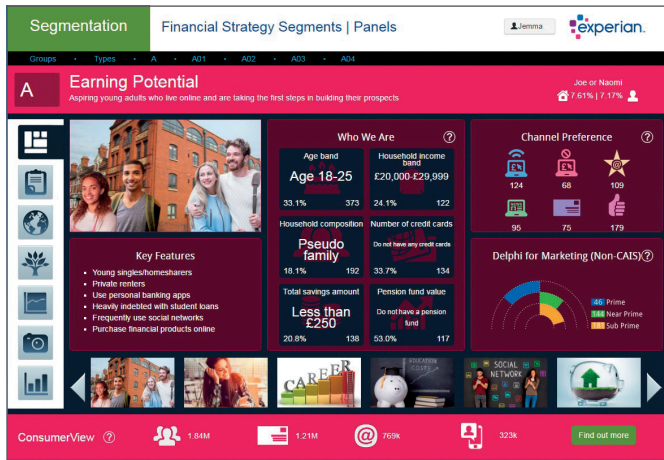 Segmentation
Financial Strategy Segments | Panels
Jemma
experian.
Groups • Types • A • A01 • A02 • A03 • A04
A
Earning Potential
Aspiring young adults who live online and are taking the first steps in building their prospects
Joe or Naomi
7.61% | 7.17%
Who We Are
Age band
Age 18-25
33.1% 373
Household income band
£20,000-£29,999
24.1% 122
Household composition
Pseudo family
18.1% 192
Number of credit cards
Do not have any credit cards
33.7% 134
Total savings amount
Less than £250
20.8% 138
Pension fund value
Do not have a pension fund
53.0% 117
Channel Preference
124 68 109
95 75 179
Key Features
Young singles/homesharers
Private renters
Use personal banking apps
Heavily indebted with student loans
Frequently use social networks
Purchase financial products online
Delphi for Marketing (Non-CAIS)
46 Prime
144 Near Prime
181 Sub Prime
CAREER
EDUCATION COSTS
SOCIAL NETWORK
ConsumerView
1.84M
1.21M
769k
323k
Find out more